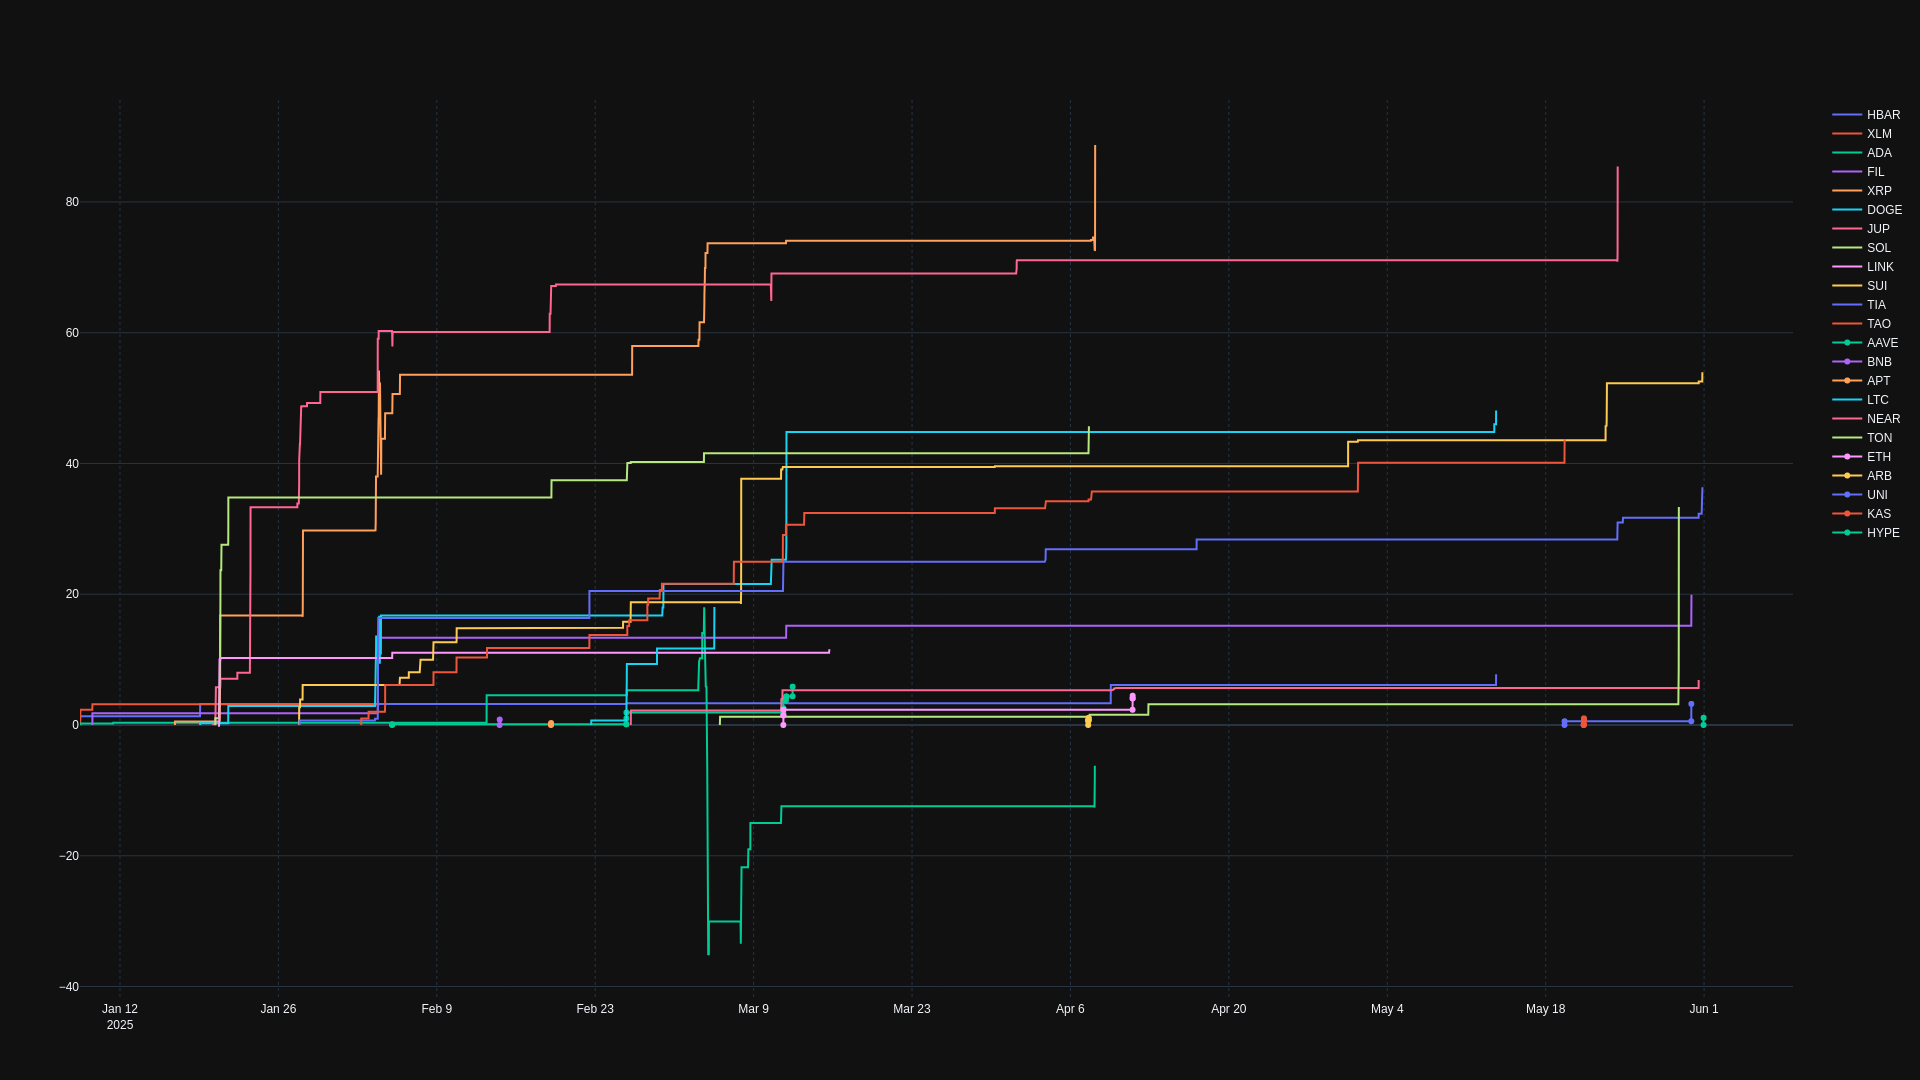 80
60
40
20
0
−20
−40
Jan 12
2025
Jan 26
Feb 9
Feb 23
Mar 9
Mar 23
Apr 6
Apr 20
May 4
May 18
Jun 1
HBAR
XLM
ADA
FIL
XRP
DOGE
JUP
SOL
LINK
SUI
TIA
TAO
AAVE
BNB
APT
LTC
NEAR
TON
ETH
ARB
UNI
KAS
HYPE